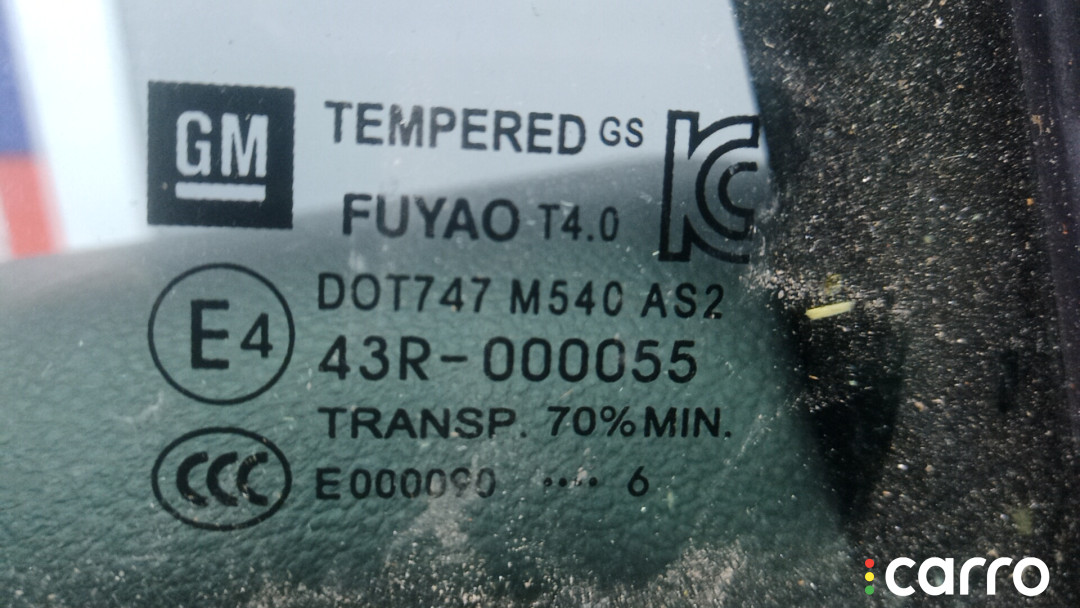 GM
TEMPERED GS
FUYAO T4.0
KC
DOT747 M540 AS2
E4
43R-000055
TRANSP. 70% MIN.
CCC
E000090 •••• 6
carro